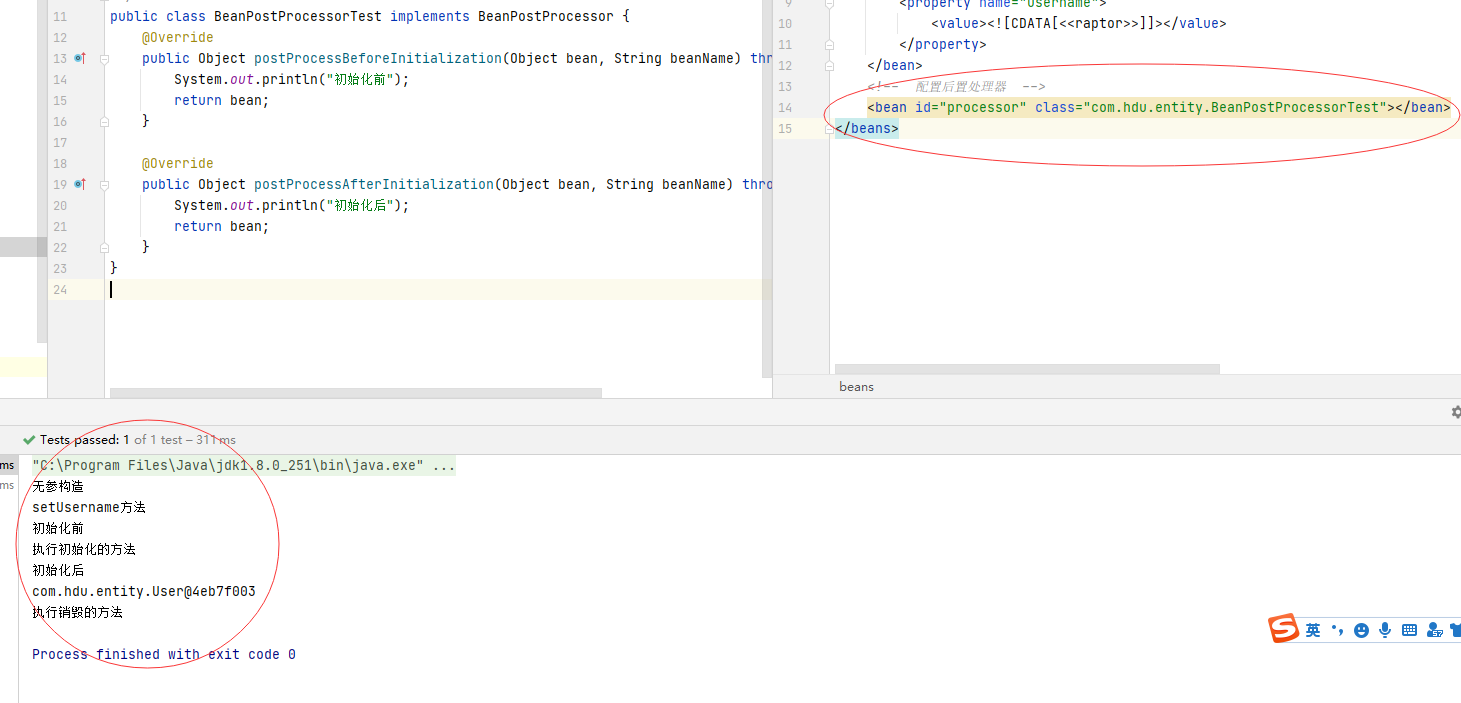 11 public class BeanPostProcessorTest implements BeanPostProcessor {
12 @Override
13 public Object postProcessBeforeInitialization(Object bean, String beanName)
14 System.out.println("初始化前");
15 return bean;
16 }
17
18 @Override
19 public Object postProcessAfterInitialization(Object bean, String beanName)
20 System.out.println("初始化后");
21 return bean;
22 }
23 }
24
9 <property name="username">
10 <value><![CDATA[<<raptor>>]]></value>
11 </property>
12 </bean>
13 <!-- 配置后置处理器 -->
14 <bean id="processor" class="com.hdu.entity.BeanPostProcessorTest"></bean>
15 </beans>
beans
Tests passed: 1 of 1 test – 311 ms
ms "C:\Program Files\Java\jdk1.8.0_251\bin\java.exe" ...
ms 无参构造
setUsername方法
初始化前
执行初始化的方法
初始化后
com.hdu.entity.User@4eb7f003
执行销毁的方法
Process finished with exit code 0
S 英